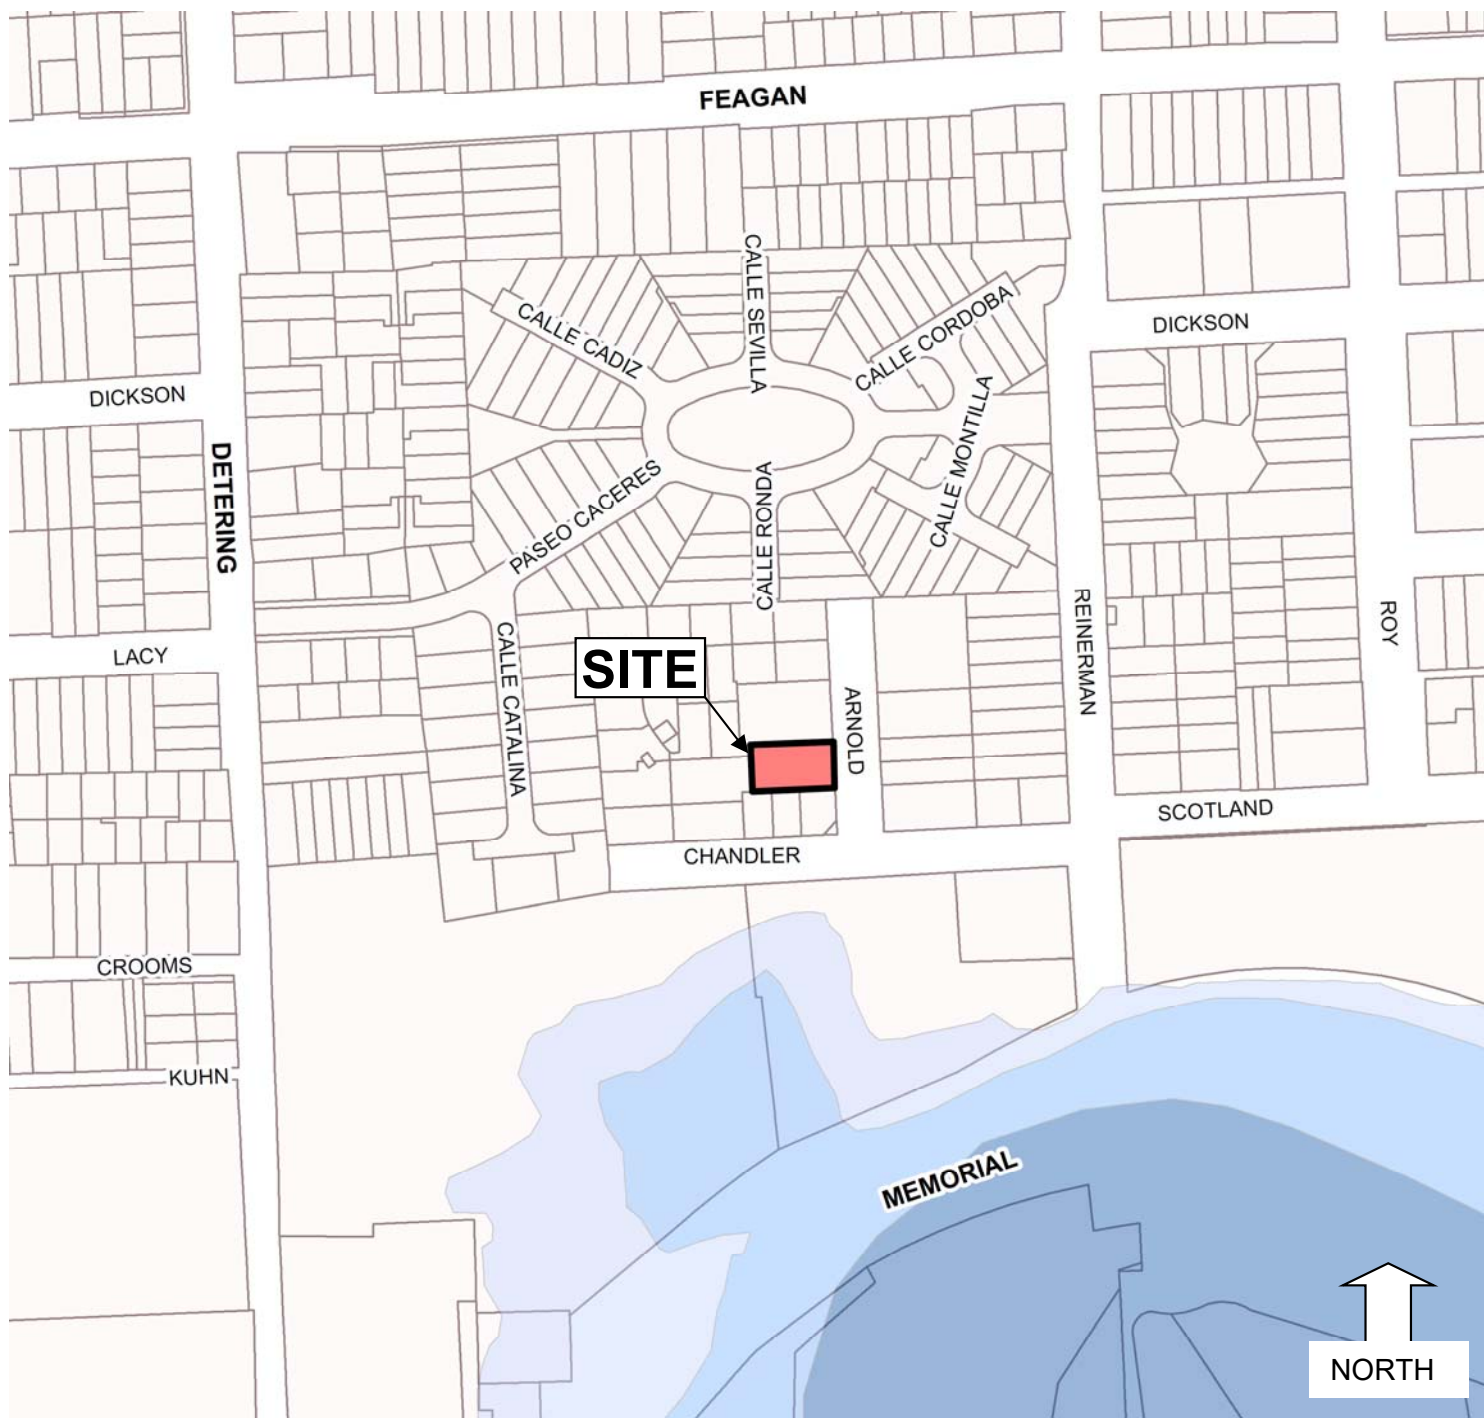 FEAGAN
CALLE SEVILLA
CALLE CADIZ
CALLE CORDOBA
DICKSON
DICKSON
CALLE MONTILLA
DETERING
PASEO CACERES
CALLE RONDA
REINERMAN
ROY
LACY
CALLE CATALINA
SITE
ARNOLD
SCOTLAND
CHANDLER
CROOMS
KUHN
MEMORIAL
NORTH